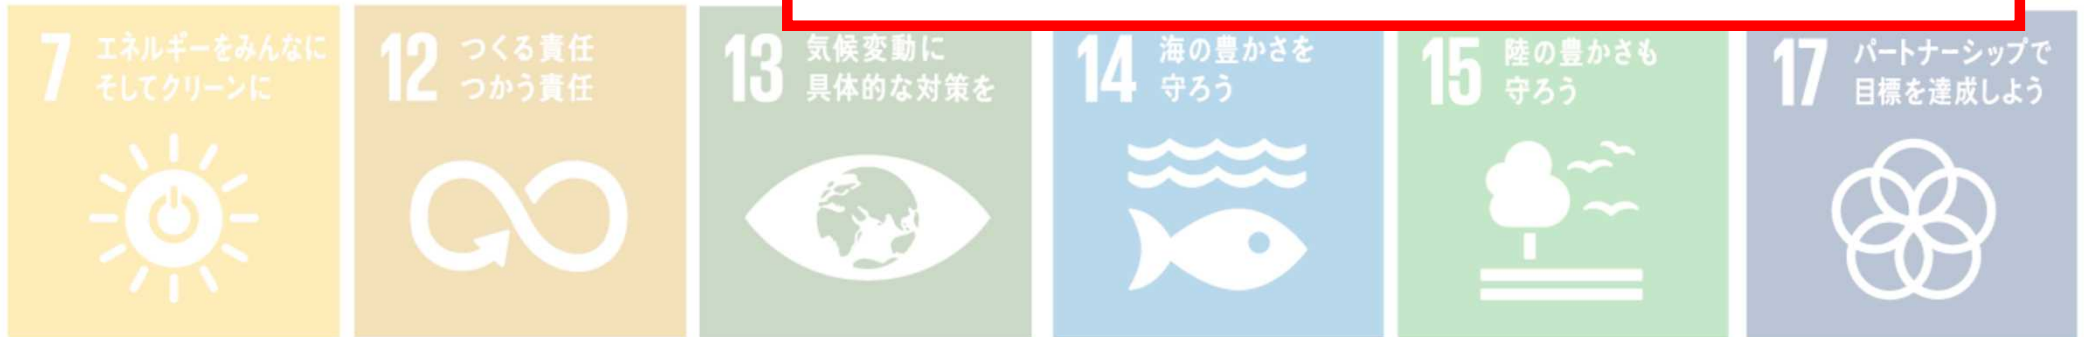 7 エネルギーをみんなに
そしてクリーンに
12 つくる責任
つかう責任
13 気候変動に
具体的な対策を
14 海の豊かさを
守ろう
15 陸の豊かさも
守ろう
17 パートナーシップで
目標を達成しよう